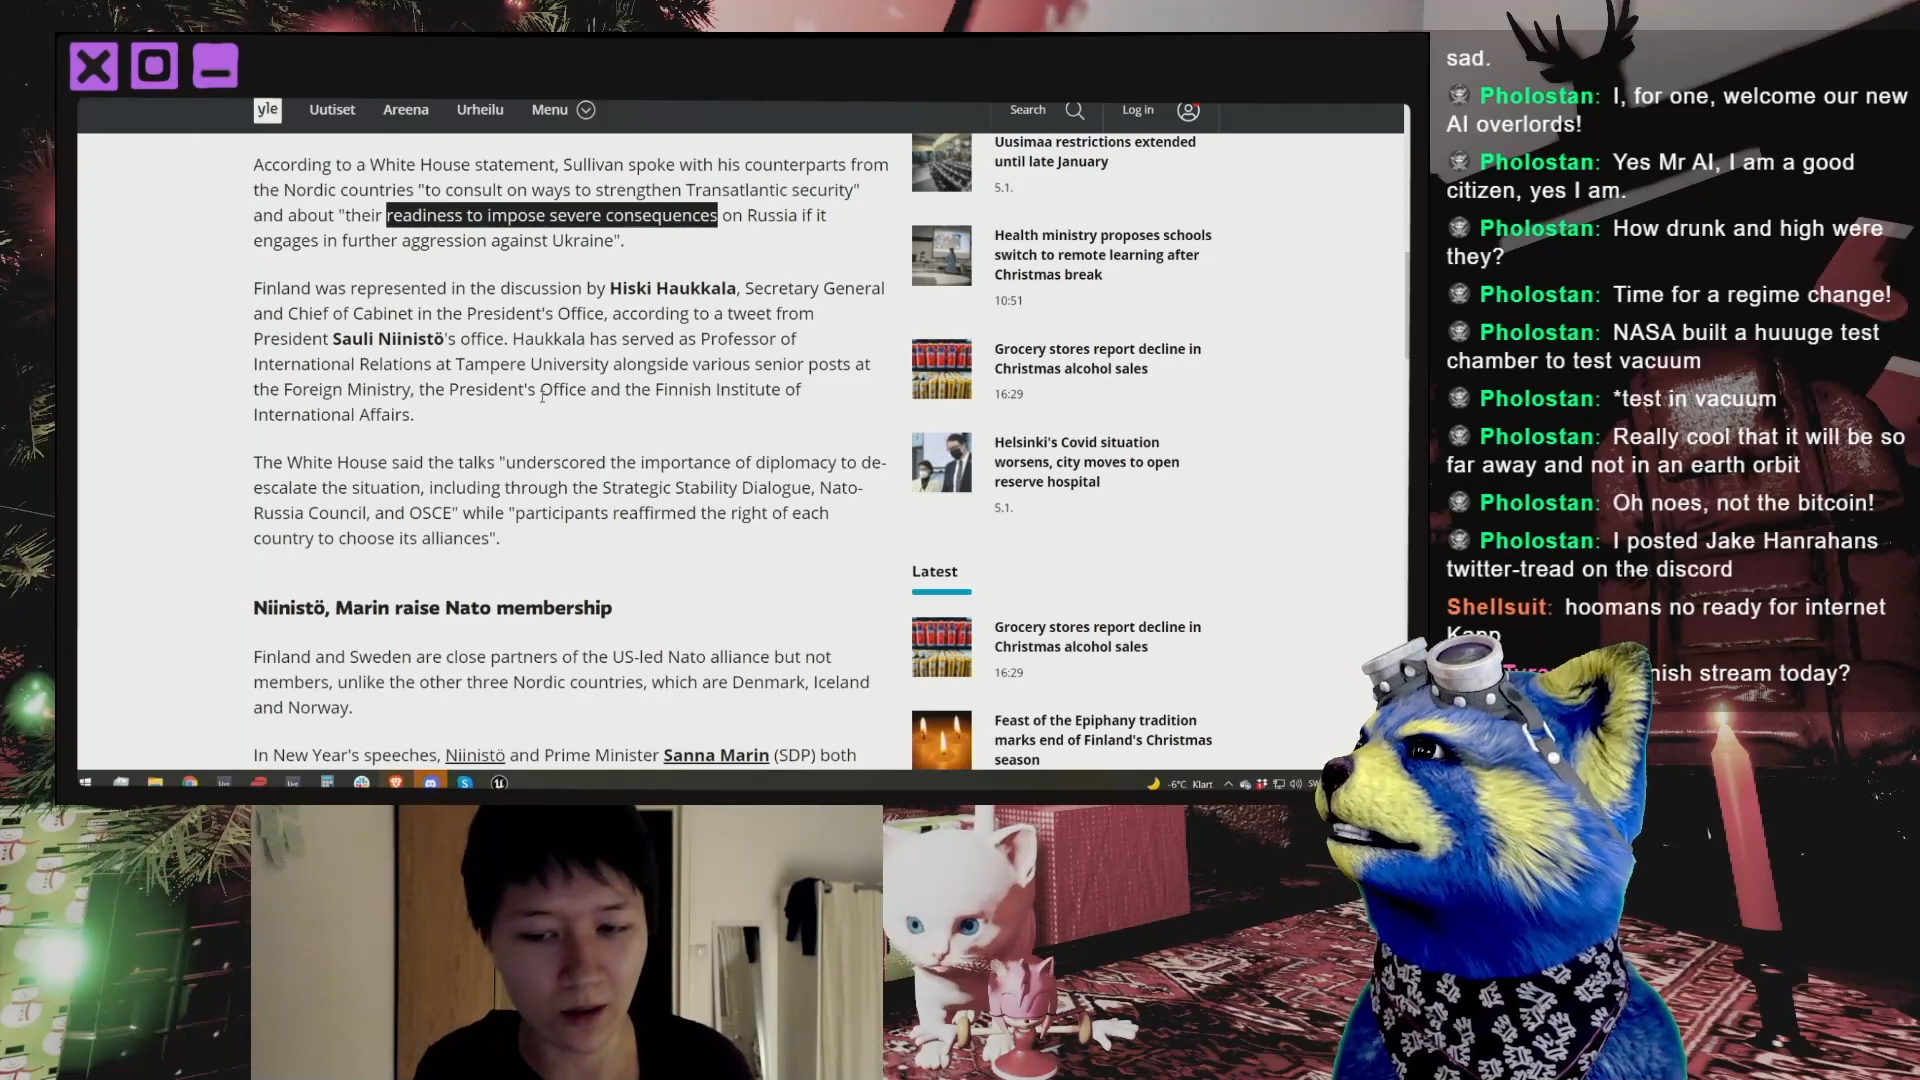 yle Uutiset Areena Urheilu Menu Search Log in
According to a White House statement, Sullivan spoke with his counterparts from
the Nordic countries "to consult on ways to strengthen Transatlantic security"
and about "their readiness to impose severe consequences on Russia if it
engages in further aggression against Ukraine".
Finland was represented in the discussion by Hiski Haukkala, Secretary General
and Chief of Cabinet in the President's Office, according to a tweet from
President Sauli Niinistö's office. Haukkala has served as Professor of
International Relations at Tampere University alongside various senior posts at
the Foreign Ministry, the President's Office and the Finnish Institute of
International Affairs.
The White House said the talks "underscored the importance of diplomacy to de-
escalate the situation, including through the Strategic Stability Dialogue, Nato-
Russia Council, and OSCE" while "participants reaffirmed the right of each
country to choose its alliances".
Niinistö, Marin raise Nato membership
Finland and Sweden are close partners of the US-led Nato alliance but not
members, unlike the other three Nordic countries, which are Denmark, Iceland
and Norway.
In New Year's speeches, Niinistö and Prime Minister Sanna Marin (SDP) both
Uusimaa restrictions extended
until late January
5.1.
Health ministry proposes schools
switch to remote learning after
Christmas break
10:51
Grocery stores report decline in
Christmas alcohol sales
16:29
Helsinki's Covid situation
worsens, city moves to open
reserve hospital
5.1.
Latest
Grocery stores report decline in
Christmas alcohol sales
16:29
Feast of the Epiphany tradition
marks end of Finland's Christmas
season
-6°C Klart
sad.
Pholostan: I, for one, welcome our new
AI overlords!
Pholostan: Yes Mr AI, I am a good
citizen, yes I am.
Pholostan: How drunk and high were
they?
Pholostan: Time for a regime change!
Pholostan: NASA built a huuuge test
chamber to test vacuum
Pholostan: *test in vacuum
Pholostan: Really cool that it will be so
far away and not in an earth orbit
Pholostan: Oh noes, not the bitcoin!
Pholostan: I posted Jake Hanrahans
twitter-tread on the discord
Shellsuit: hoomans no ready for internet
Kapp
nish stream today?